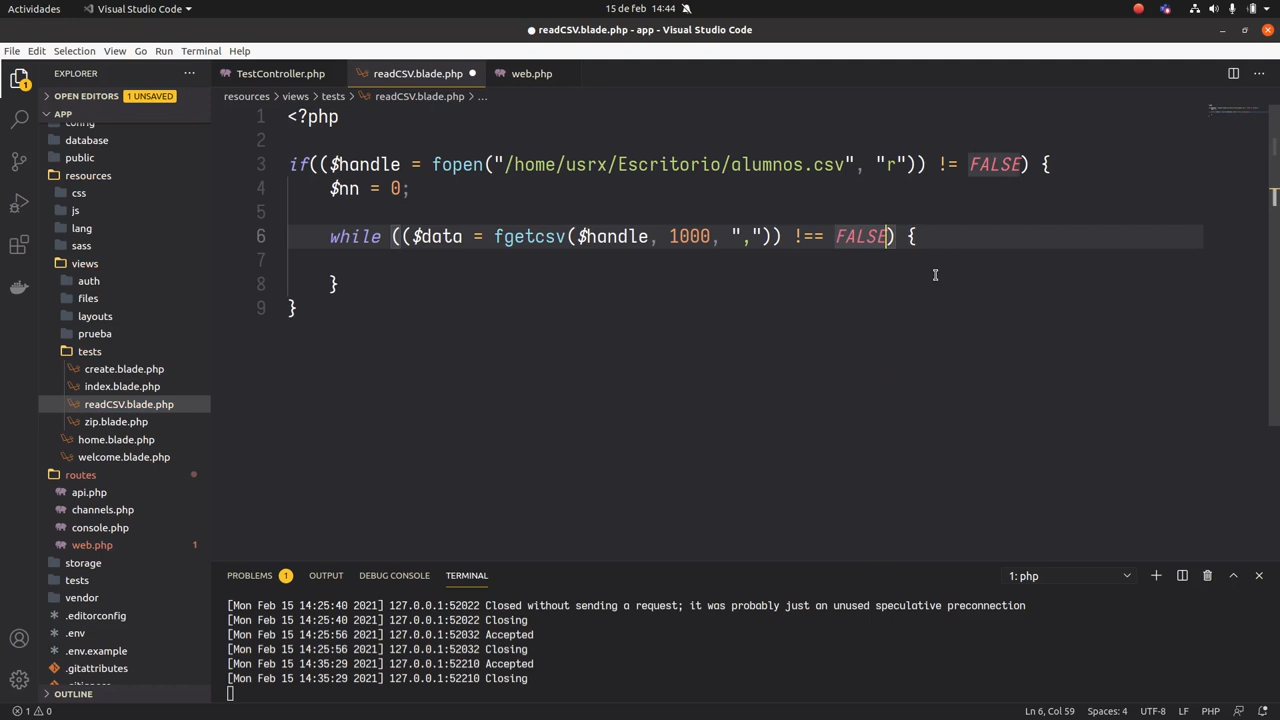 Actividades
Visual Studio Code
15 de feb 14:44
readCSV.blade.php - app - Visual Studio Code
File Edit Selection View Go Run Terminal Help
EXPLORER
TestController.php
readCSV.blade.php
web.php
OPEN EDITORS 1 UNSAVED
resources > views > tests > readCSV.blade.php > ...
APP
config
database
public
resources
css
js
lang
sass
views
auth
files
layouts
prueba
tests
create.blade.php
index.blade.php
readCSV.blade.php
zip.blade.php
home.blade.php
welcome.blade.php
routes
api.php
channels.php
console.php
web.php 1
storage
tests
vendor
.editorconfig
.env
.env.example
.gitattributes
OUTLINE
1 <?php
2
3 if(($handle = fopen("/home/usrx/Escritorio/alumnos.csv", "r")) != FALSE) {
4 $nn = 0;
5
6 while (($data = fgetcsv($handle, 1000, ",")) !== FALSE) {
7
8 }
9 }
PROBLEMS 1 OUTPUT DEBUG CONSOLE TERMINAL
1: php
[Mon Feb 15 14:25:40 2021] 127.0.0.1:52022 Closed without sending a request; it was probably just an unused speculative preconnection
[Mon Feb 15 14:25:40 2021] 127.0.0.1:52022 Closing
[Mon Feb 15 14:25:56 2021] 127.0.0.1:52032 Accepted
[Mon Feb 15 14:25:56 2021] 127.0.0.1:52032 Closing
[Mon Feb 15 14:35:29 2021] 127.0.0.1:52210 Accepted
[Mon Feb 15 14:35:29 2021] 127.0.0.1:52210 Closing
1 0
Ln 6, Col 59 Spaces: 4 UTF-8 LF PHP